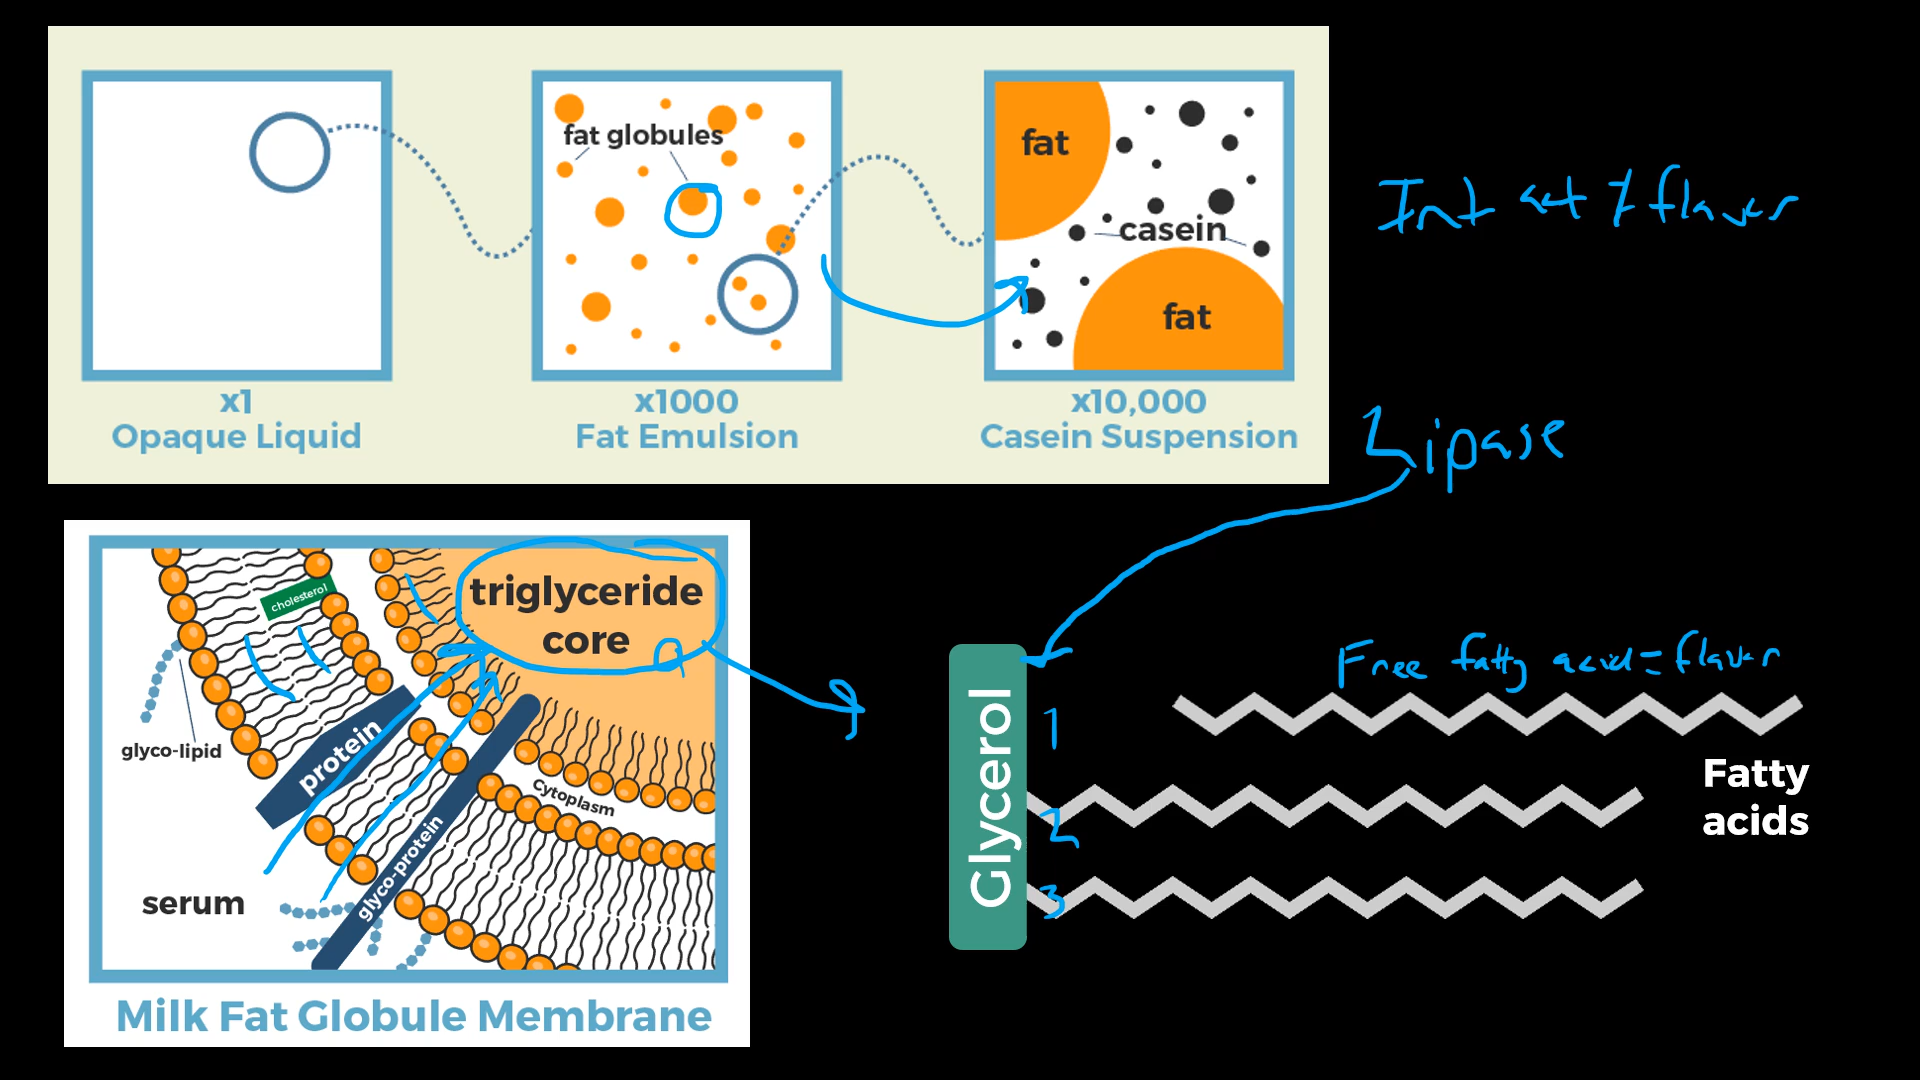 fat globules
fat
casein
fat
x1
Opaque Liquid
x1000
Fat Emulsion
x10,000
Casein Suspension
Int flavor
Lipase
triglyceride
core
cholesterol
glyco-lipid
protein
Cytoplasm
glyco-protein
serum
Milk Fat Globule Membrane
Free fatty acid = flavor
Glycerol
1
2
3
Fatty
acids